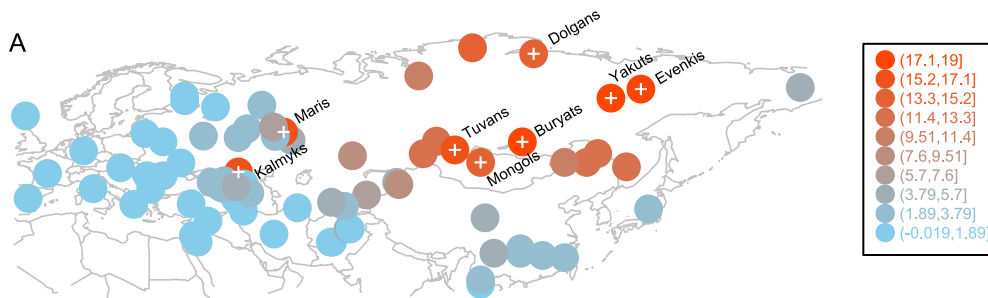 A
Dolgans
Yakuts
Evenkis
Maris
Tuvans
Buryats
Mongols
Kalmyks
(17.1,19]
(15.2,17.1]
(13.3,15.2]
(11.4,13.3]
(9.51,11.4]
(7.6,9.51]
(5.7,7.6]
(3.79,5.7]
(1.89,3.79]
(-0.019,1.89]